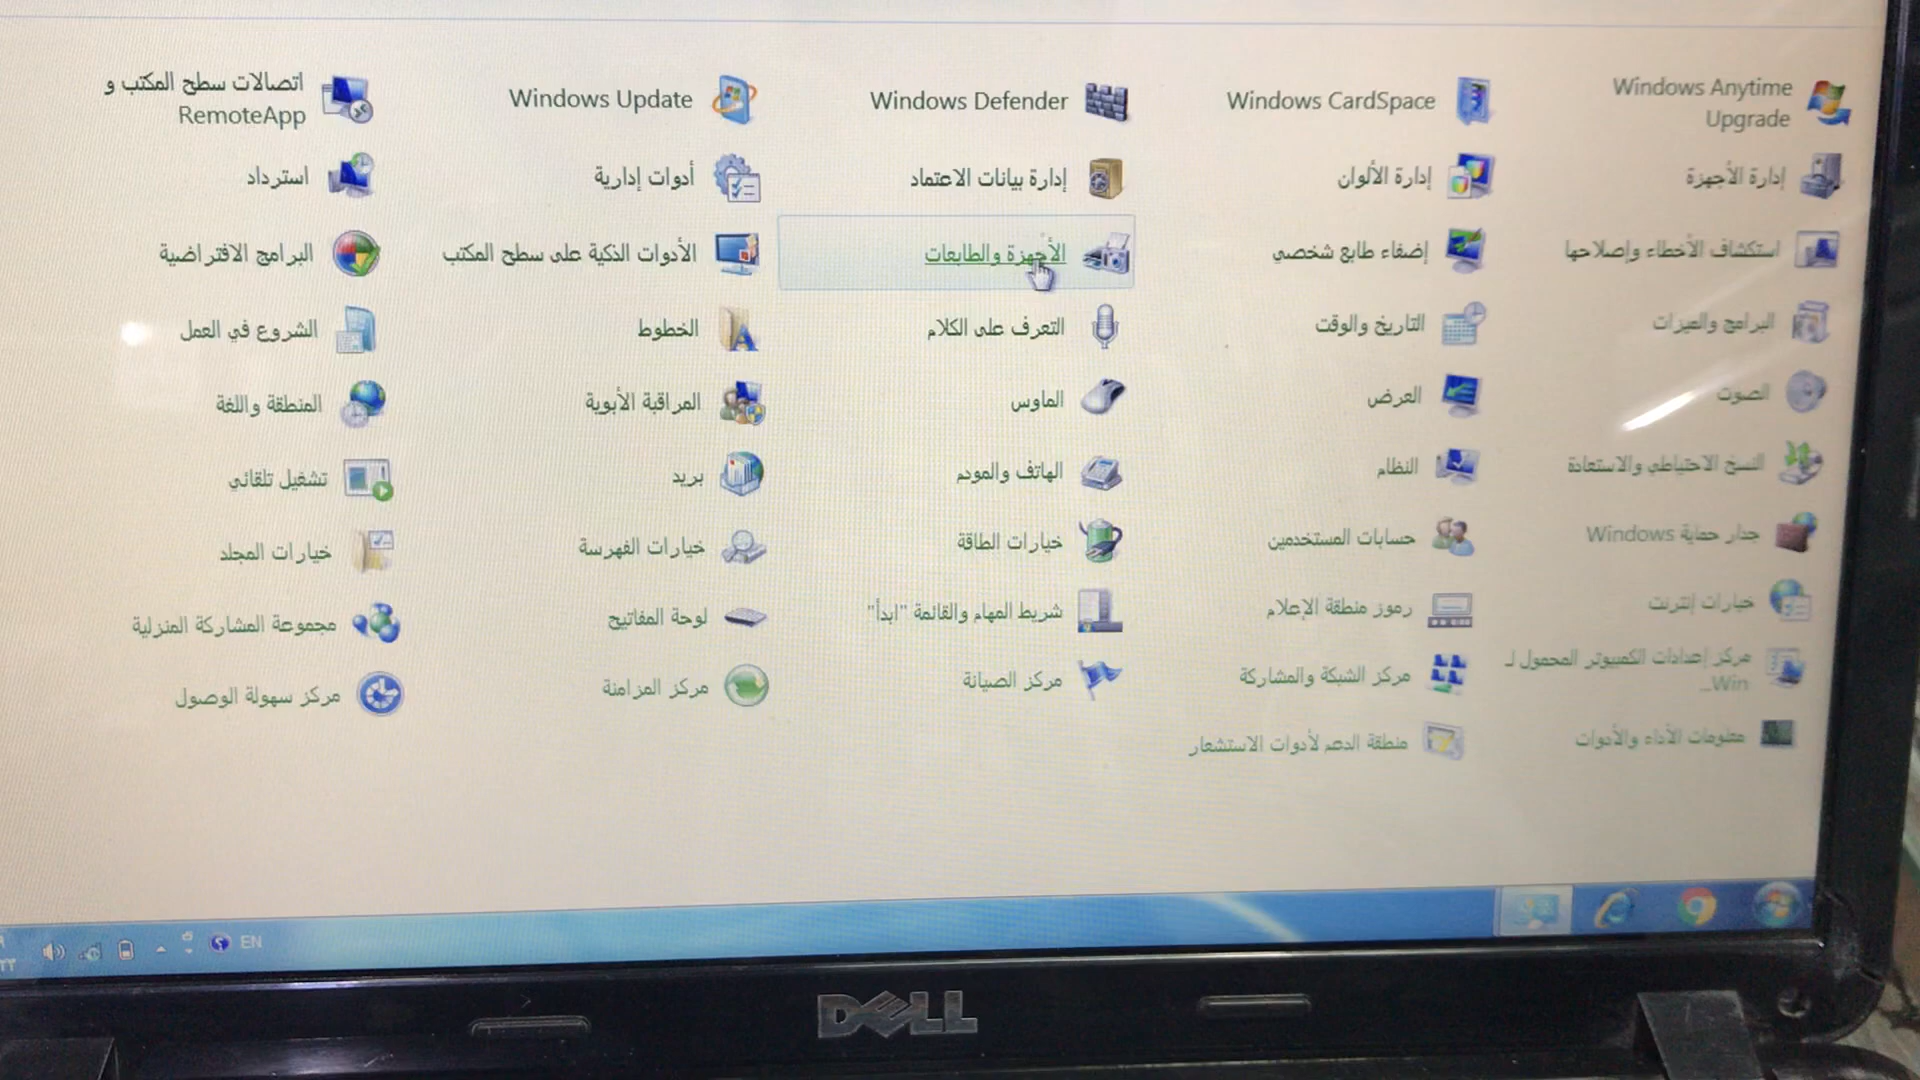 Windows Anytime
Upgrade
Windows CardSpace
Windows Defender
Windows Update
اتصالات سطح المكتب و
RemoteApp
إدارة الأجهزة
إدارة الألوان
إدارة بيانات الاعتماد
أدوات إدارية
استرداد
استكشاف الأخطاء وإصلاحها
إضفاء طابع شخصي
الأجهزة والطابعات
الأدوات الذكية على سطح المكتب
البرامج الافتراضية
البرامج والميزات
التاريخ والوقت
التعرف على الكلام
الخطوط
الشروع في العمل
الصوت
العرض
الماوس
المراقبة الأبوية
المنطقة واللغة
النسخ الاحتياطي والاستعادة
النظام
الهاتف والمودم
بريد
تشغيل تلقائي
جدار حماية Windows
حسابات المستخدمين
خيارات الطاقة
خيارات الفهرسة
خيارات المجلد
خيارات إنترنت
رموز منطقة الإعلام
شريط المهام والقائمة "ابدأ"
لوحة المفاتيح
مجموعة المشاركة المنزلية
مركز إعدادات الكمبيوتر المحمول لـ
Win...
مركز الشبكة والمشاركة
مركز الصيانة
مركز المزامنة
مركز سهولة الوصول
معلومات الأداء والأدوات
منطقة الدعم لأدوات الاستشعار
EN
DELL